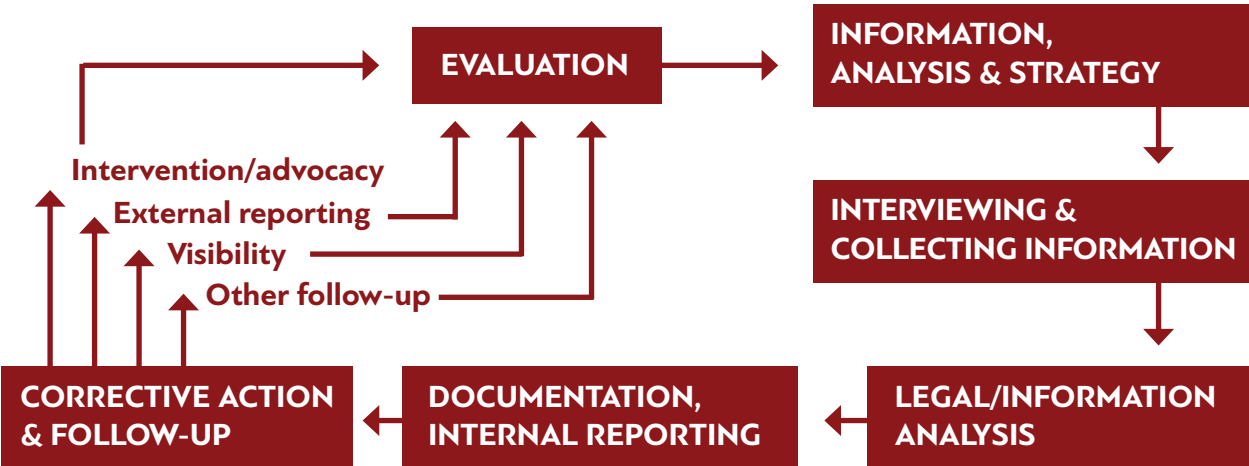 EVALUATION
INFORMATION,
ANALYSIS & STRATEGY
Intervention/advocacy
External reporting
Visibility
Other follow-up
INTERVIEWING &
COLLECTING INFORMATION
CORRECTIVE ACTION
& FOLLOW-UP
DOCUMENTATION,
INTERNAL REPORTING
LEGAL/INFORMATION
ANALYSIS